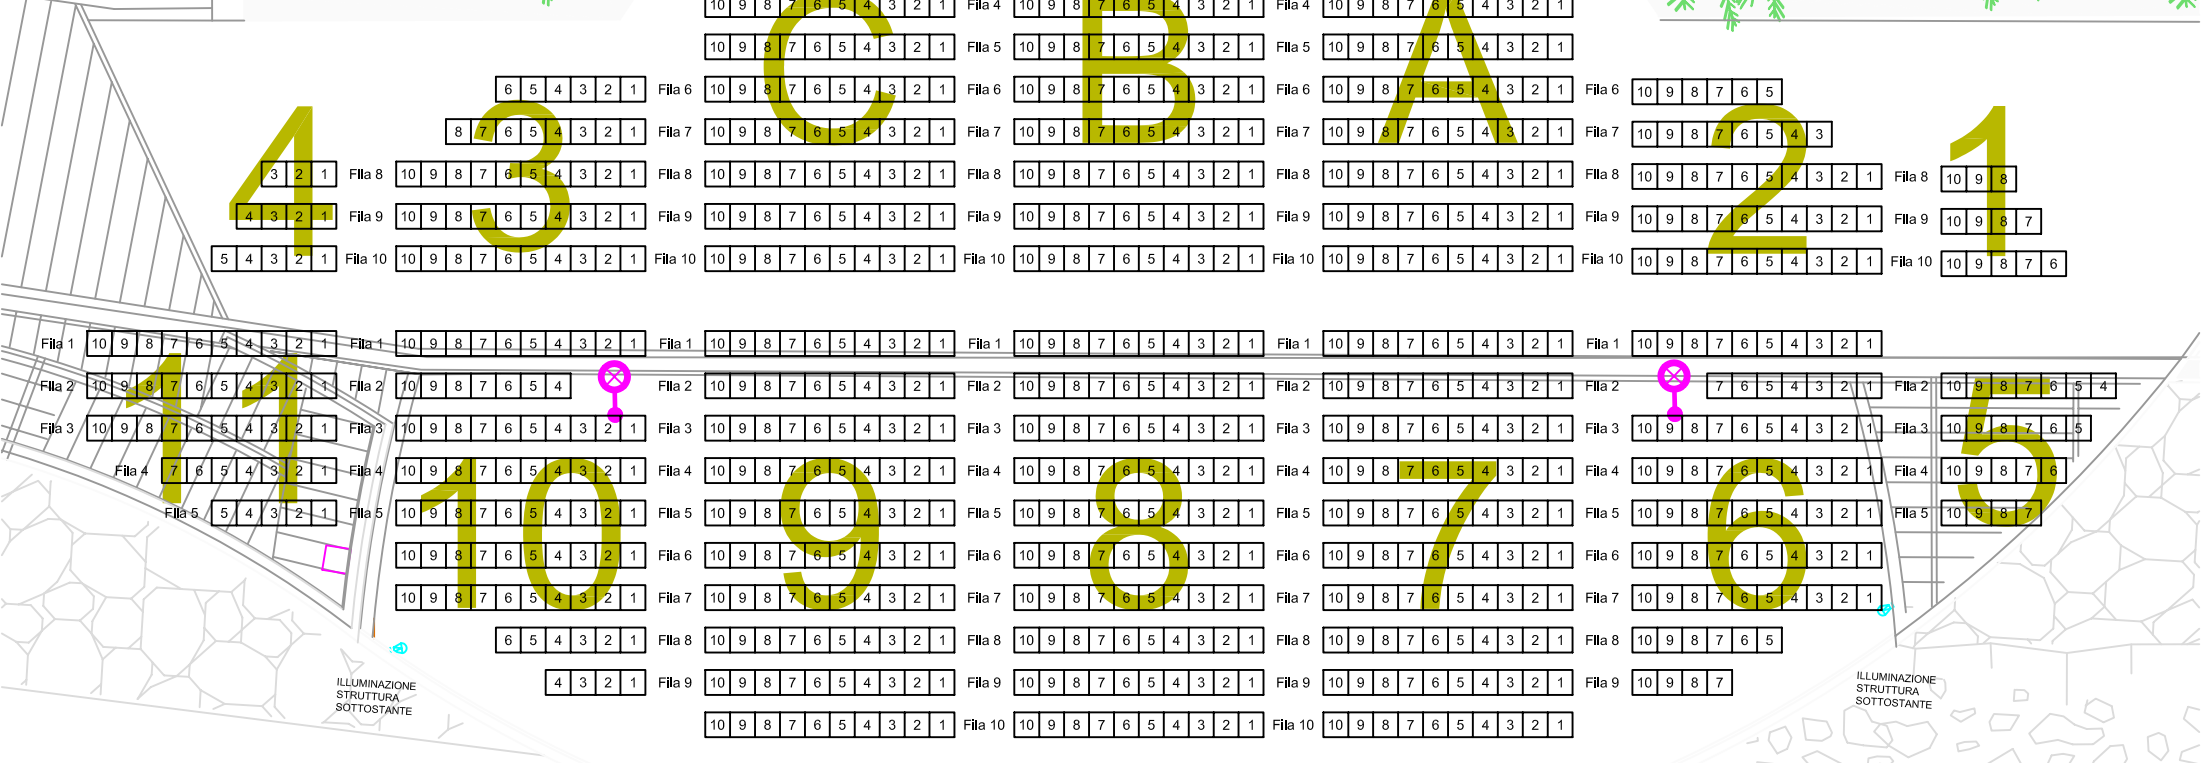 10 9 8 7 6 5 4 3 2 1 Fila 4 10 9 8 7 6 5 4 3 2 1 Fila 4 10 9 8 7 6 5 4 3 2 1
10 9 8 7 6 5 4 3 2 1 Fila 5 10 9 8 7 6 5 4 3 2 1 Fila 5 10 9 8 7 6 5 4 3 2 1
C B A
6 5 4 3 2 1 Fila 6 10 9 8 7 6 5 4 3 2 1 Fila 6 10 9 8 7 6 5 4 3 2 1 Fila 6 10 9 8 7 6 5 4 3 2 1 Fila 6 10 9 8 7 6 5
8 7 6 5 4 3 2 1 Fila 7 10 9 8 7 6 5 4 3 2 1 Fila 7 10 9 8 7 6 5 4 3 2 1 Fila 7 10 9 8 7 6 5 4 3 2 1 Fila 7 10 9 8 7 6 5 4 3
4 3 2 1
3 2 1 Fila 8 10 9 8 7 6 5 4 3 2 1 Fila 8 10 9 8 7 6 5 4 3 2 1 Fila 8 10 9 8 7 6 5 4 3 2 1 Fila 8 10 9 8 7 6 5 4 3 2 1 Fila 8 10 9 8 7 6 5 4 3 2 1 Fila 8 10 9 8
4 3 2 1 Fila 9 10 9 8 7 6 5 4 3 2 1 Fila 9 10 9 8 7 6 5 4 3 2 1 Fila 9 10 9 8 7 6 5 4 3 2 1 Fila 9 10 9 8 7 6 5 4 3 2 1 Fila 9 10 9 8 7 6 5 4 3 2 1 Fila 9 10 9 8 7
5 4 3 2 1 Fila 10 10 9 8 7 6 5 4 3 2 1 Fila 10 10 9 8 7 6 5 4 3 2 1 Fila 10 10 9 8 7 6 5 4 3 2 1 Fila 10 10 9 8 7 6 5 4 3 2 1 Fila 10 10 9 8 7 6 5 4 3 2 1 Fila 10 10 9 8 7 6
Fila 1 10 9 8 7 6 5 4 3 2 1 Fila 1 10 9 8 7 6 5 4 3 2 1 Fila 1 10 9 8 7 6 5 4 3 2 1 Fila 1 10 9 8 7 6 5 4 3 2 1 Fila 1 10 9 8 7 6 5 4 3 2 1 Fila 1 10 9 8 7 6 5 4 3 2 1
Fila 2 10 9 8 7 6 5 4 3 2 1 Fila 2 10 9 8 7 6 5 4 Fila 2 10 9 8 7 6 5 4 3 2 1 Fila 2 10 9 8 7 6 5 4 3 2 1 Fila 2 10 9 8 7 6 5 4 3 2 1 Fila 2 7 6 5 4 3 2 1 Fila 2 10 9 8 7 6 5 4
Fila 3 10 9 8 7 6 5 4 3 2 1 Fila 3 10 9 8 7 6 5 4 3 2 1 Fila 3 10 9 8 7 6 5 4 3 2 1 Fila 3 10 9 8 7 6 5 4 3 2 1 Fila 3 10 9 8 7 6 5 4 3 2 1 Fila 3 10 9 8 7 6 5 4 3 2 1 Fila 3 10 9 8 7 6 5
Fila 4 7 6 5 4 3 2 1 Fila 4 10 9 8 7 6 5 4 3 2 1 Fila 4 10 9 8 7 6 5 4 3 2 1 Fila 4 10 9 8 7 6 5 4 3 2 1 Fila 4 10 9 8 7 6 5 4 3 2 1 Fila 4 10 9 8 7 6 5 4 3 2 1 Fila 4 10 9 8 7 6
11 10 9 8 7 6 5
Fila 5 5 4 3 2 1 Fila 5 10 9 8 7 6 5 4 3 2 1 Fila 5 10 9 8 7 6 5 4 3 2 1 Fila 5 10 9 8 7 6 5 4 3 2 1 Fila 5 10 9 8 7 6 5 4 3 2 1 Fila 5 10 9 8 7 6 5 4 3 2 1 Fila 5 10 9 8 7
10 9 8 7 6 5 4 3 2 1 Fila 6 10 9 8 7 6 5 4 3 2 1 Fila 6 10 9 8 7 6 5 4 3 2 1 Fila 6 10 9 8 7 6 5 4 3 2 1 Fila 6 10 9 8 7 6 5 4 3 2 1
10 9 8 7 6 5 4 3 2 1 Fila 7 10 9 8 7 6 5 4 3 2 1 Fila 7 10 9 8 7 6 5 4 3 2 1 Fila 7 10 9 8 7 6 5 4 3 2 1 Fila 7 10 9 8 7 6 5 4 3 2 1
6 5 4 3 2 1 Fila 8 10 9 8 7 6 5 4 3 2 1 Fila 8 10 9 8 7 6 5 4 3 2 1 Fila 8 10 9 8 7 6 5 4 3 2 1 Fila 8 10 9 8 7 6 5
4 3 2 1 Fila 9 10 9 8 7 6 5 4 3 2 1 Fila 9 10 9 8 7 6 5 4 3 2 1 Fila 9 10 9 8 7 6 5 4 3 2 1 Fila 9 10 9 8 7
10 9 8 7 6 5 4 3 2 1 Fila 10 10 9 8 7 6 5 4 3 2 1 Fila 10 10 9 8 7 6 5 4 3 2 1
ILLUMINAZIONE
STRUTTURA
SOTTOSTANTE
ILLUMINAZIONE
STRUTTURA
SOTTOSTANTE